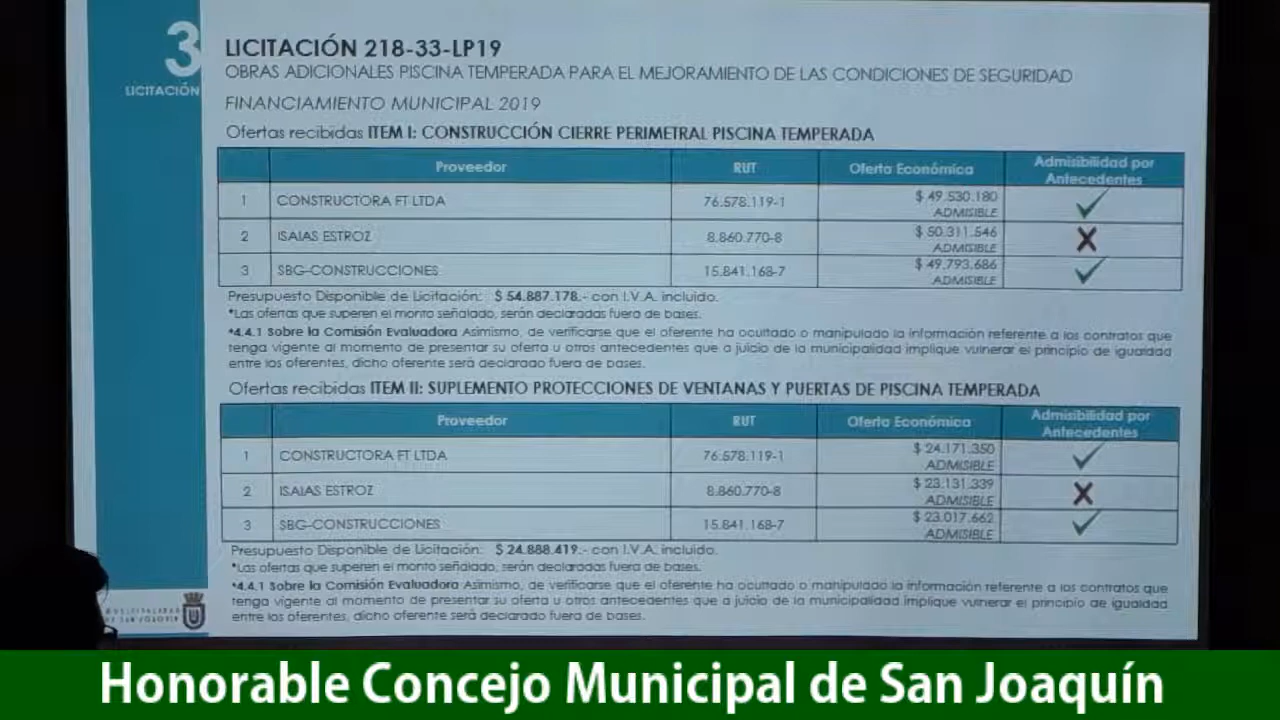 3
LICITACIÓN
LICITACIÓN 218-33-LP19
OBRAS ADICIONALES PISCINA TEMPERADA PARA EL MEJORAMIENTO DE LAS CONDICIONES DE SEGURIDAD
FINANCIAMIENTO MUNICIPAL 2019
Ofertas recibidas ITEM I: CONSTRUCCIÓN CIERRE PERIMETRAL PISCINA TEMPERADA
Proveedor RUT Oferta Económica Admisibilidad por Antecedentes
1 CONSTRUCTORA FT LTDA 76.578.119-1 $ 49.530.180 ADMISIBLE ✓
2 ISAIAS ESTROZ 8.860.770-8 $ 50.311.546 ADMISIBLE X
3 SBG-CONSTRUCCIONES 15.841.168-7 $ 49.793.686 ADMISIBLE ✓
Presupuesto Disponible de Licitación: $ 54.887.178.- con I.V.A. incluido.
*Las ofertas que superen el monto señalado, serán declaradas fuera de bases.
*4.4.1 Sobre la Comisión Evaluadora Asimismo, de verificarse que el oferente ha ocultado o manipulado la información referente a los contratos que
tenga vigente al momento de presentar su oferta u otros antecedentes que a juicio de la municipalidad implique vulnerar el principio de igualdad
entre los oferentes, dicho oferente será declarado fuera de bases.
Ofertas recibidas ITEM II: SUPLEMENTO PROTECCIONES DE VENTANAS Y PUERTAS DE PISCINA TEMPERADA
Proveedor RUT Oferta Económica Admisibilidad por Antecedentes
1 CONSTRUCTORA FT LTDA 76.578.119-1 $ 24.171.350 ADMISIBLE ✓
2 ISAIAS ESTROZ 8.860.770-8 $ 23.131.339 ADMISIBLE X
3 SBG-CONSTRUCCIONES 15.841.168-7 $ 23.017.662 ADMISIBLE ✓
Presupuesto Disponible de Licitación: $ 24.888.419.- con I.V.A. incluido.
*Las ofertas que superen el monto señalado, serán declaradas fuera de bases.
*4.4.1 Sobre la Comisión Evaluadora Asimismo, de verificarse que el oferente ha ocultado o manipulado la información referente a los contratos que
tenga vigente al momento de presentar su oferta u otros antecedentes que a juicio de la municipalidad implique vulnerar el principio de igualdad
entre los oferentes, dicho oferente será declarado fuera de bases.
MUNICIPALIDAD
DE SAN JOAQUIN
Honorable Concejo Municipal de San Joaquín